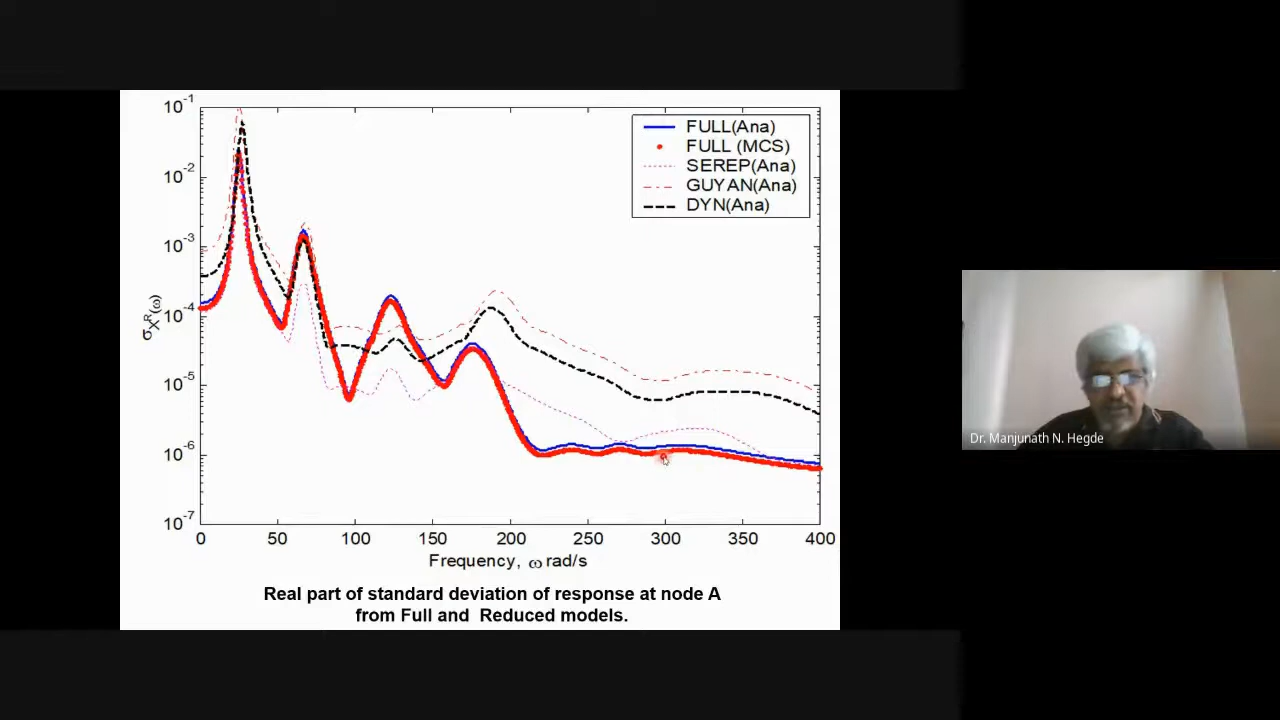 10-1
10-2
10-3
10-4
10-5
10-6
10-7
σXR(ω)
FULL(Ana)
FULL (MCS)
SEREP(Ana)
GUYAN(Ana)
DYN(Ana)
0 50 100 150 200 250 300 350 400
Frequency, ω rad/s
Real part of standard deviation of response at node A
from Full and Reduced models.
Dr. Manjunath N. Hegde